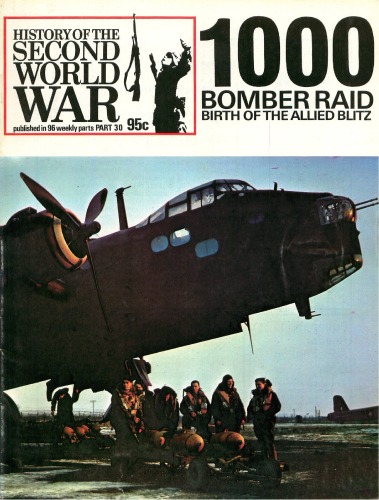 HISTORY OF THE
SECOND
WORLD
WAR
published in 96 weekly parts PART 30
95c
1000
BOMBER RAID
BIRTH OF THE ALLIED BLITZ